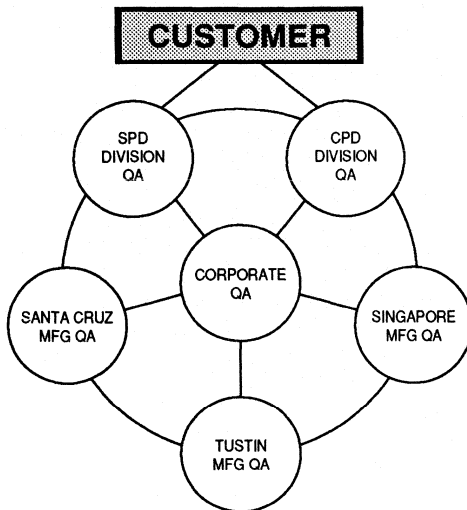 CUSTOMER
SPD
DIVISION
QA
CPD
DIVISION
QA
CORPORATE
QA
SANTA CRUZ
MFG QA
SINGAPORE
MFG QA
TUSTIN
MFG QA